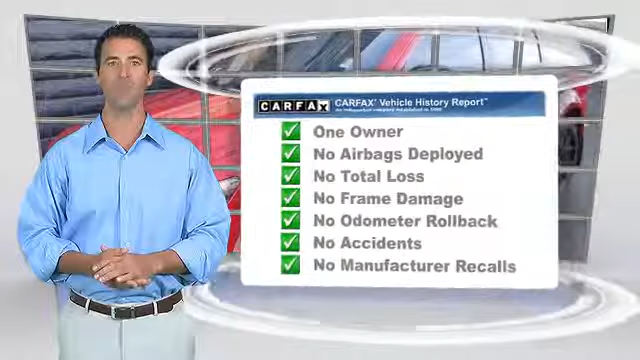 CARFAX CARFAX® Vehicle History Report™
One Owner
No Airbags Deployed
No Total Loss
No Frame Damage
No Odometer Rollback
No Accidents
No Manufacturer Recalls